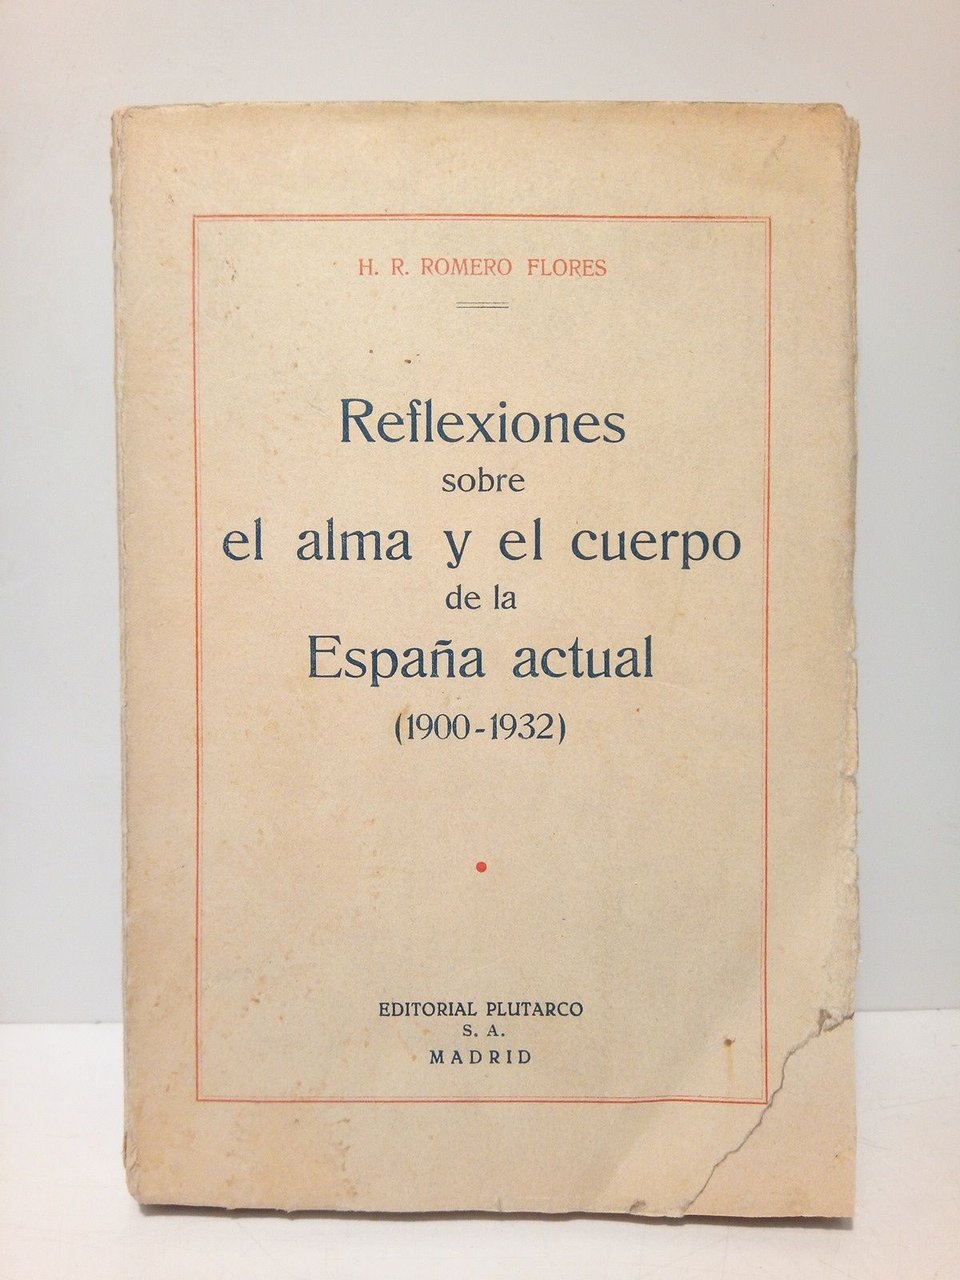 H. R. ROMERO FLORES
Reflexiones
sobre
el alma y el cuerpo
de la
España actual
(1900-1932)
EDITORIAL PLUTARCO
S. A.
MADRID